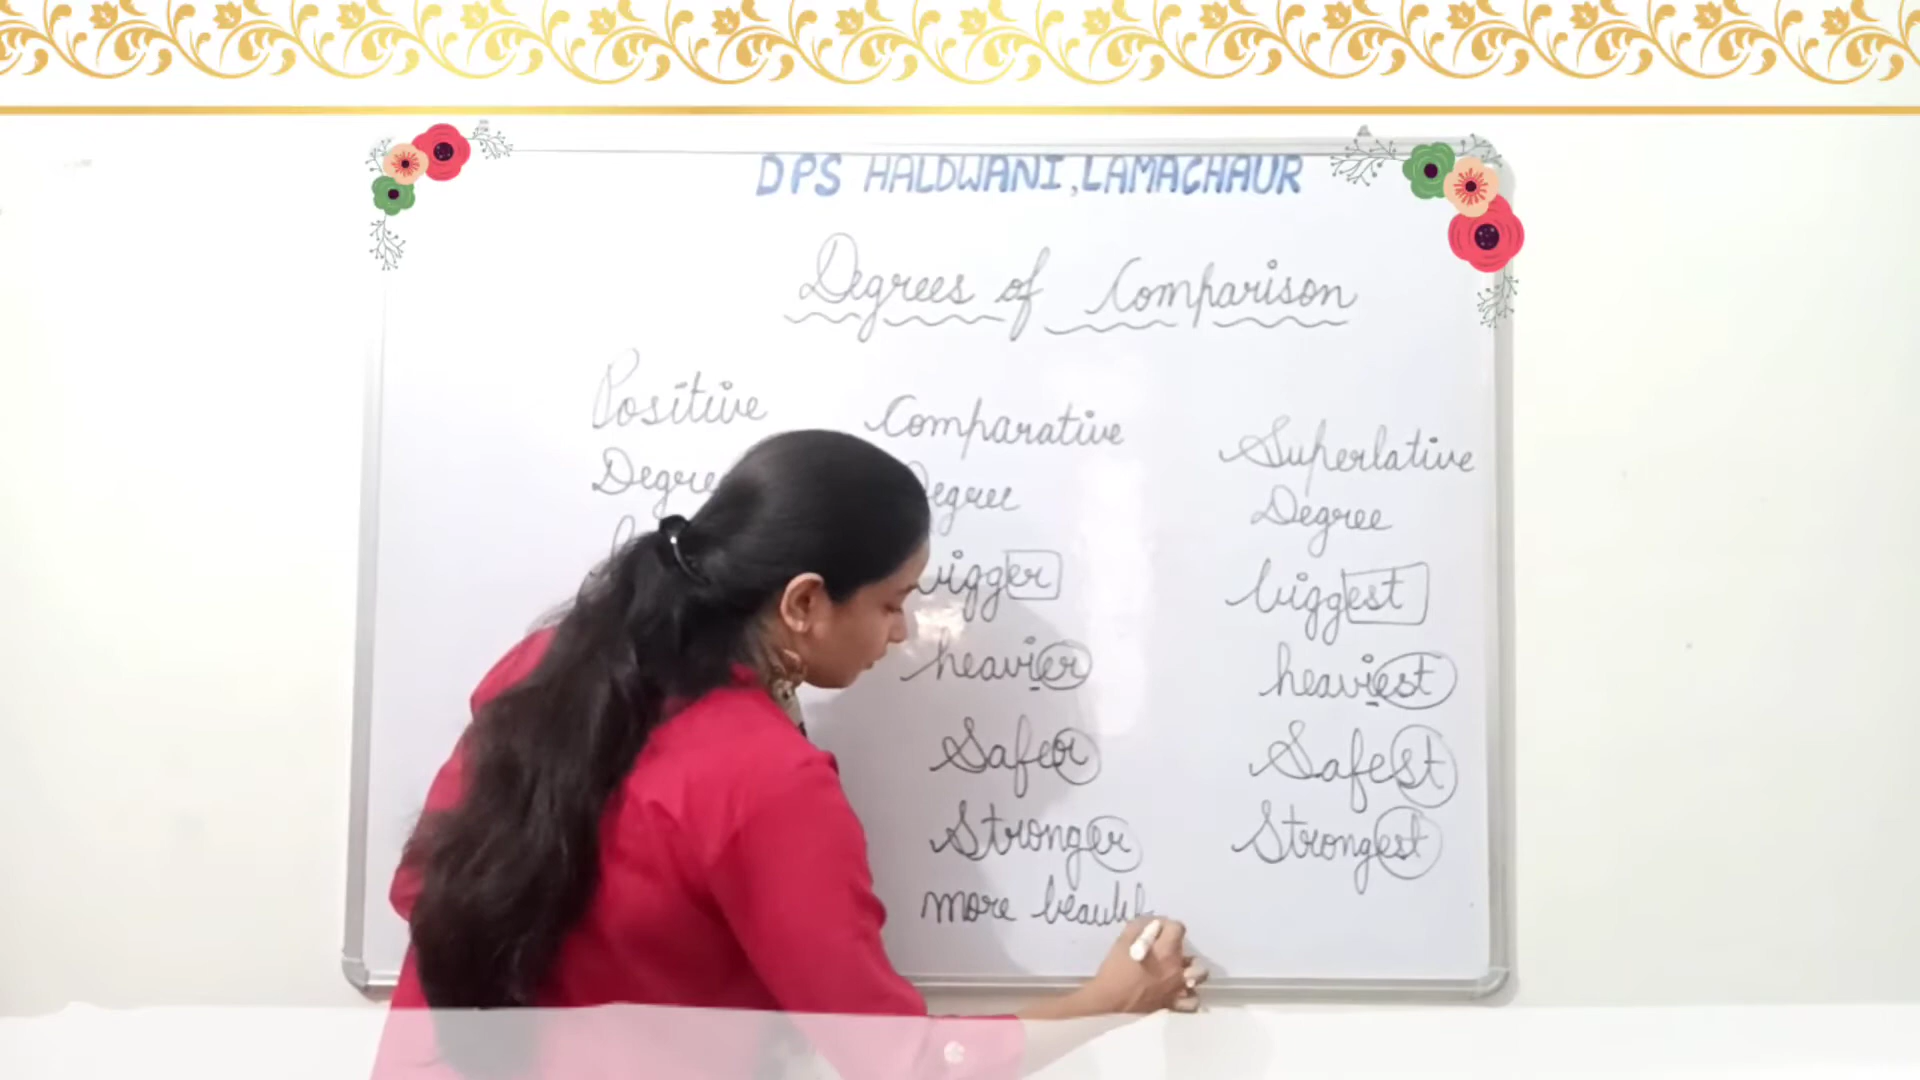 DPS HALDWANI, LAMACHAUR
Degrees of Comparison
Positive Comparative Superlative
Degree Degree
bigger biggest
heavier heaviest
Safer Safest
Stronger Strongest
more